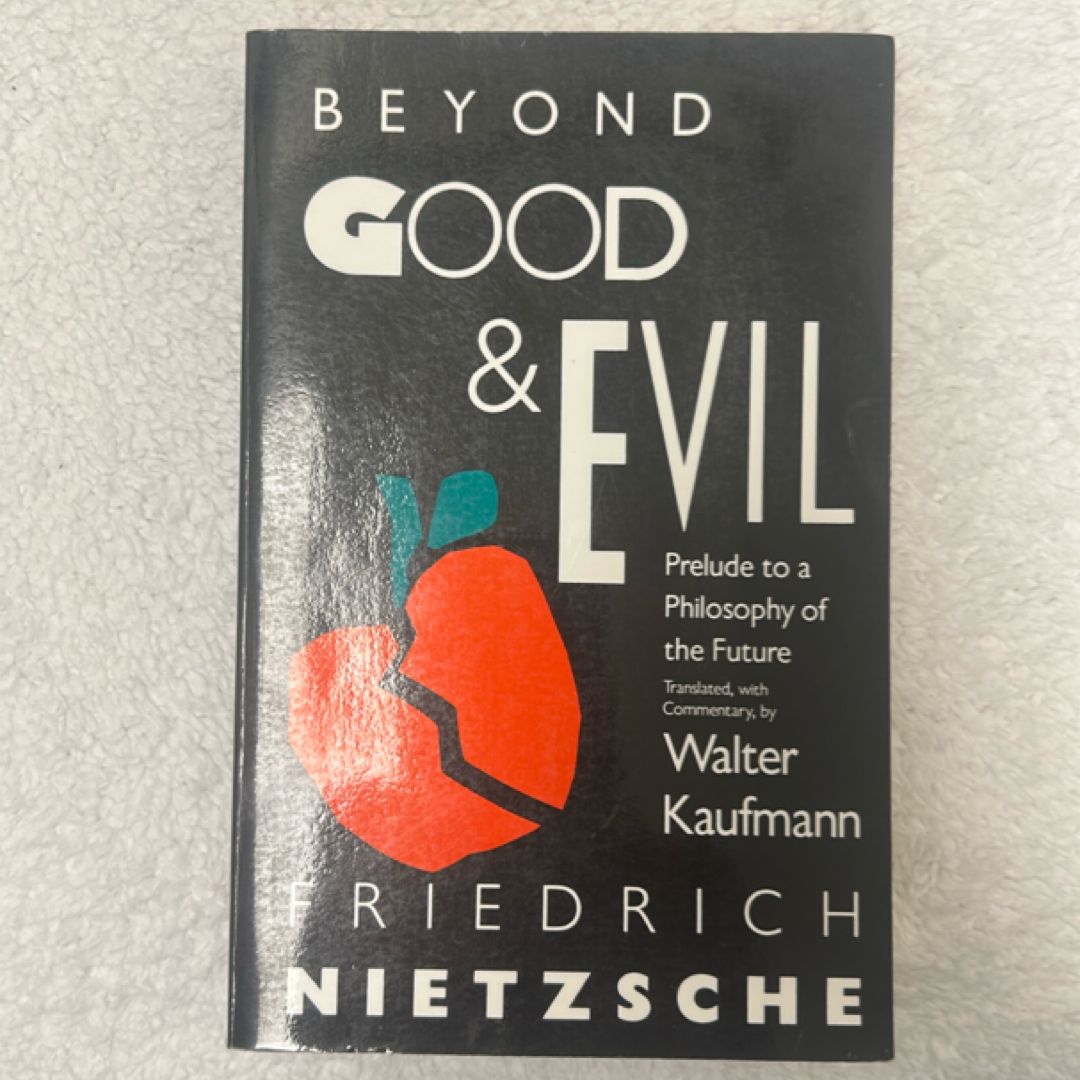 BEYOND
GOOD
& EVIL
Prelude to a
Philosophy of
the Future
Translated, with
Commentary, by
Walter
Kaufmann
FRIEDRICH
NIETZSCHE